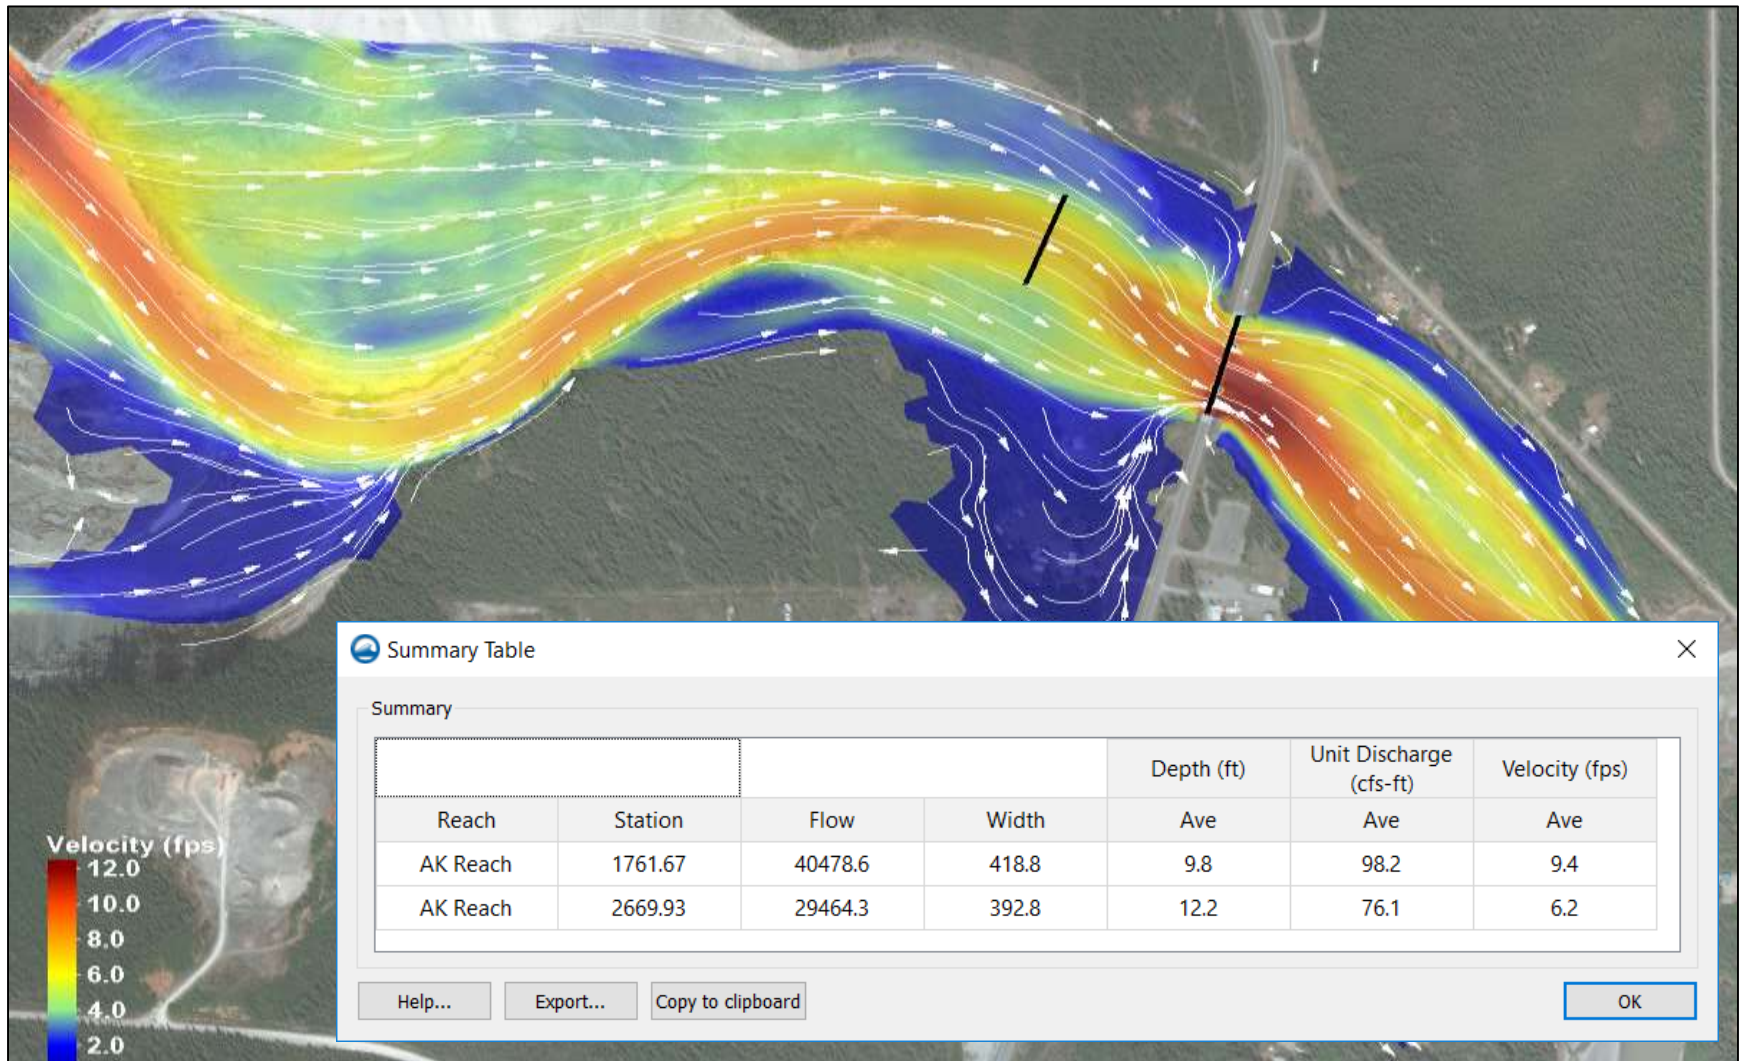 Summary Table
Summary
Depth (ft) Unit Discharge (cfs-ft) Velocity (fps)
Reach Station Flow Width Ave Ave Ave
AK Reach 1761.67 40478.6 418.8 9.8 98.2 9.4
AK Reach 2669.93 29464.3 392.8 12.2 76.1 6.2
Help... Export... Copy to clipboard OK
Velocity (fps)
12.0
10.0
8.0
6.0
4.0
2.0